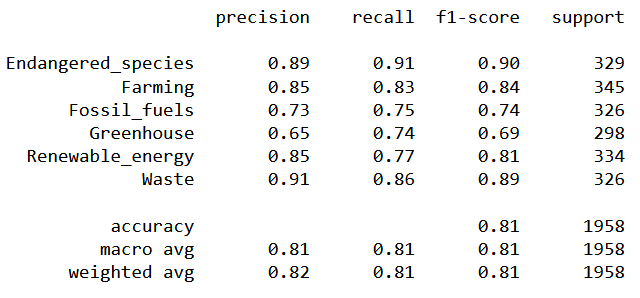 precision recall f1-score support
Endangered_species 0.89 0.91 0.90 329
Farming 0.85 0.83 0.84 345
Fossil_fuels 0.73 0.75 0.74 326
Greenhouse 0.65 0.74 0.69 298
Renewable_energy 0.85 0.77 0.81 334
Waste 0.91 0.86 0.89 326
accuracy 0.81 1958
macro avg 0.81 0.81 0.81 1958
weighted avg 0.82 0.81 0.81 1958